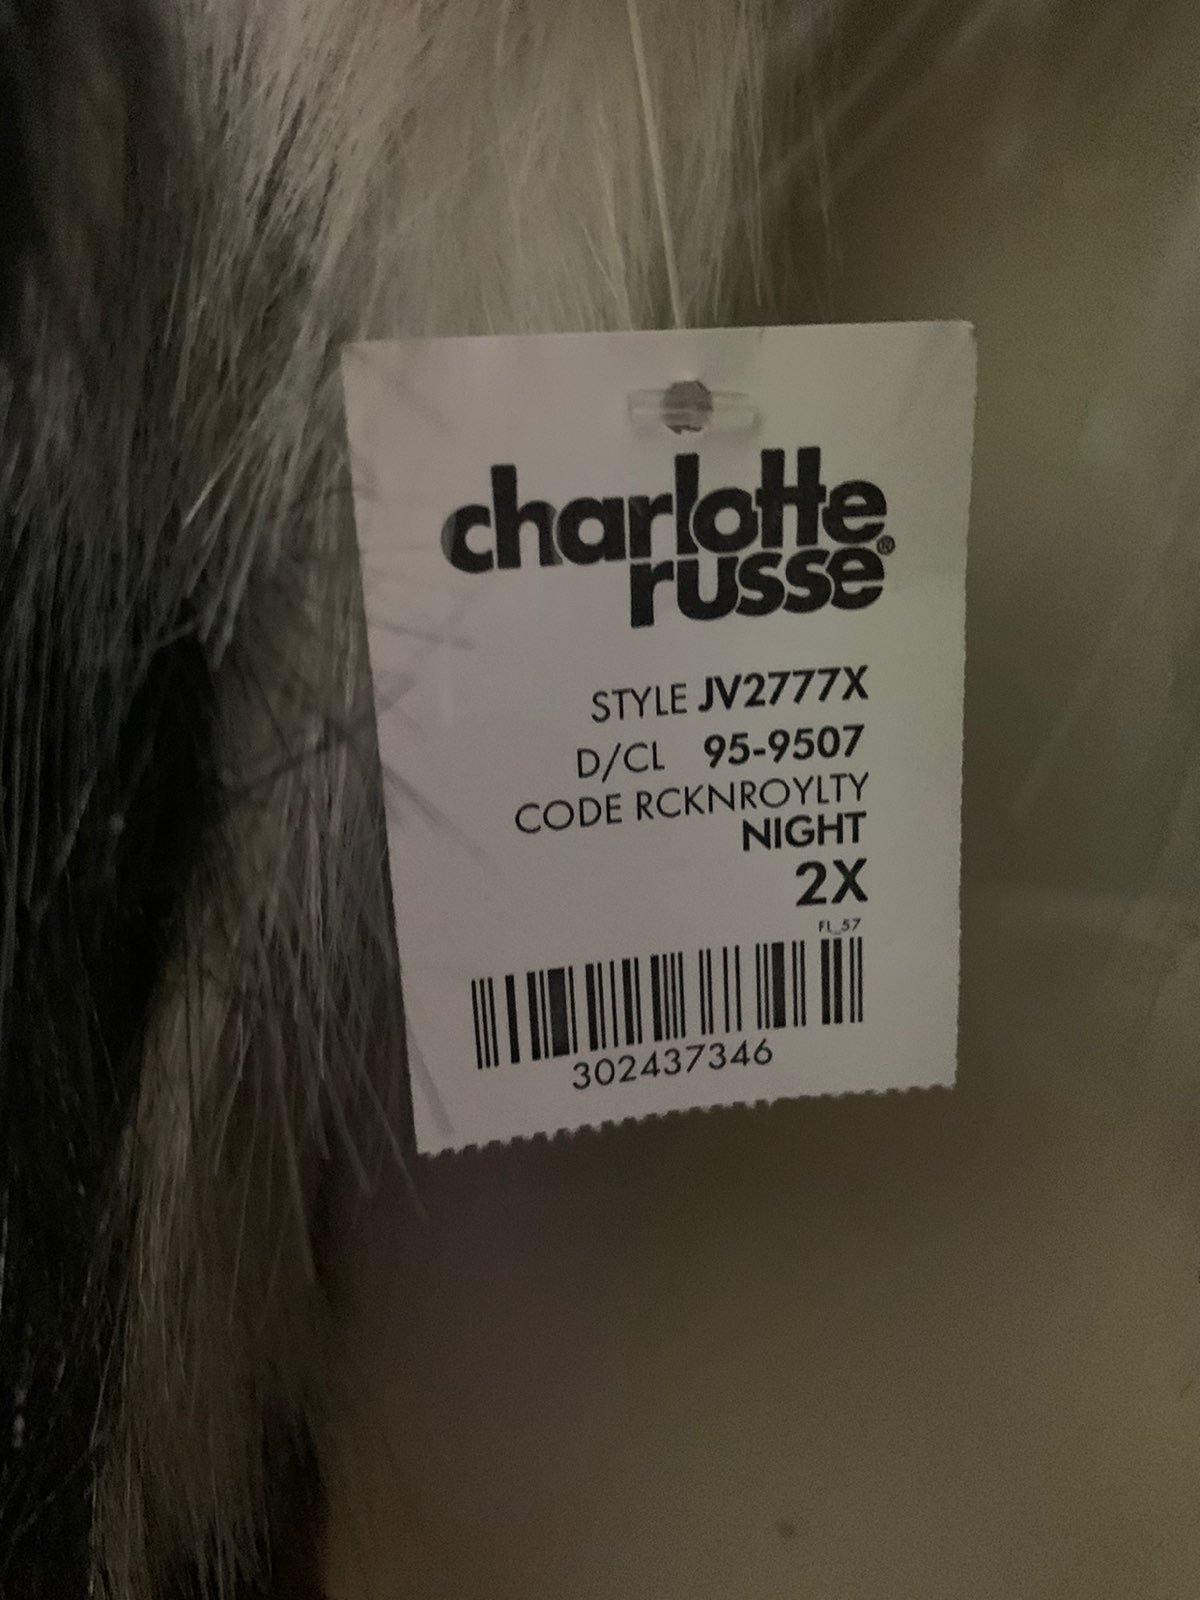 charlotte
russe®
STYLE JV2777X
D/CL 95-9507
CODE RCKNROYLTY
NIGHT
2X
FL_57
302437346